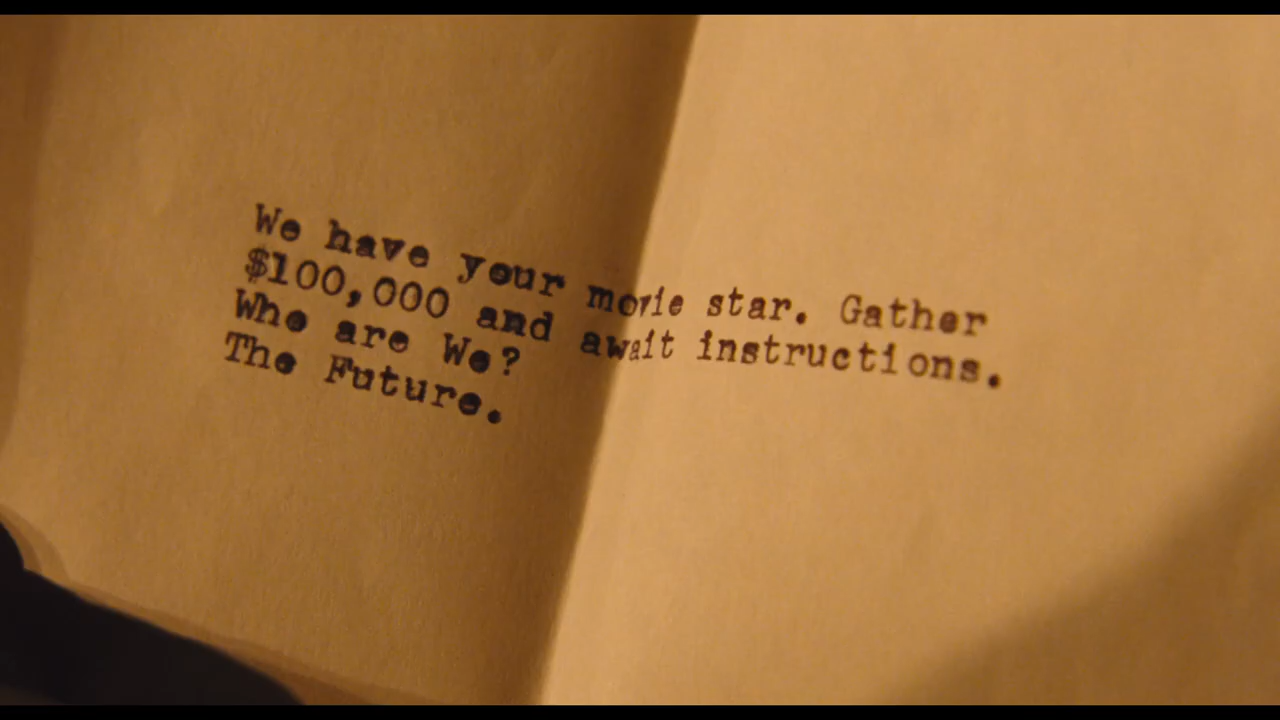 We have your movie star. Gather
$100,000 and await instructions.
Who are We?
The Future.